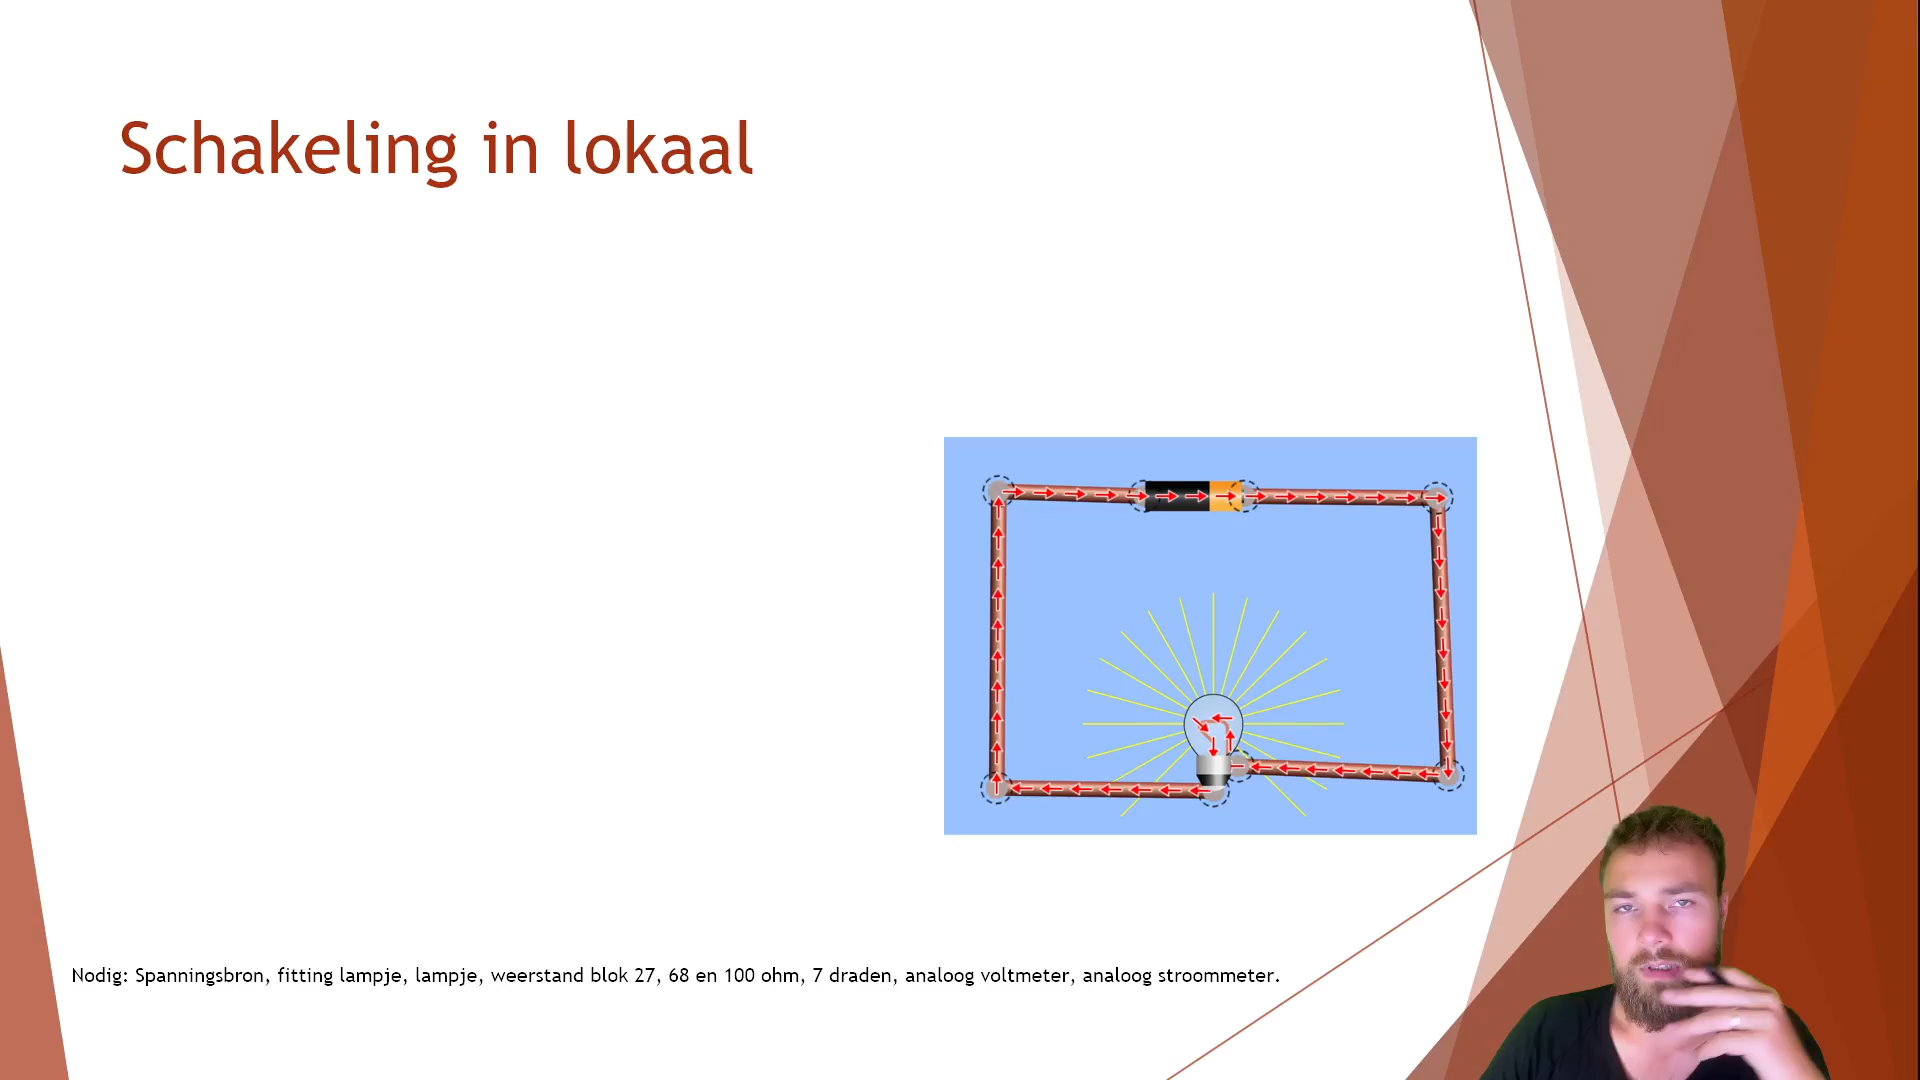 Schakeling in lokaal
Nodig: Spanningsbron, fitting lampje, lampje, weerstand blok 27, 68 en 100 ohm, 7 draden, analoog voltmeter, analoog stroommeter.